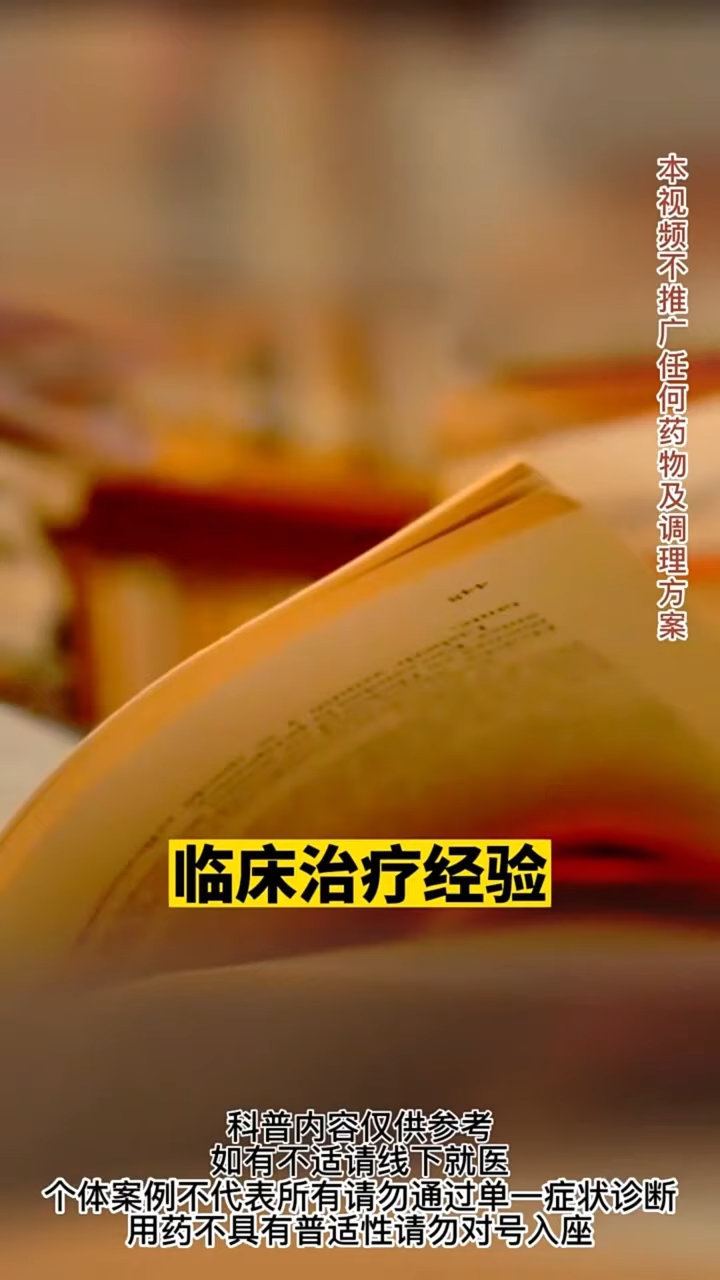 本视频不推广任何药物及调理方案
临床治疗经验
科普内容仅供参考
如有不适请线下就医
个体案例不代表所有请勿通过单一症状诊断
用药不具有普适性请勿对号入座